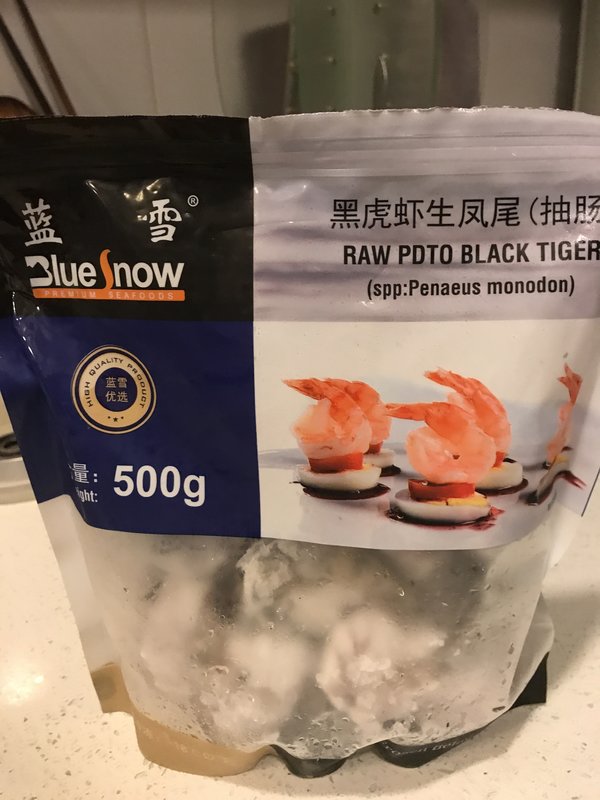 蓝雪®
BlueSnow
PREMIUM SEAFOODS
黑虎虾生凤尾(抽肠
RAW PDTO BLACK TIGER
(spp:Penaeus monodon)
HIGH QUALITY PRODUCT
蓝雪
优选
量:
ght:
500g